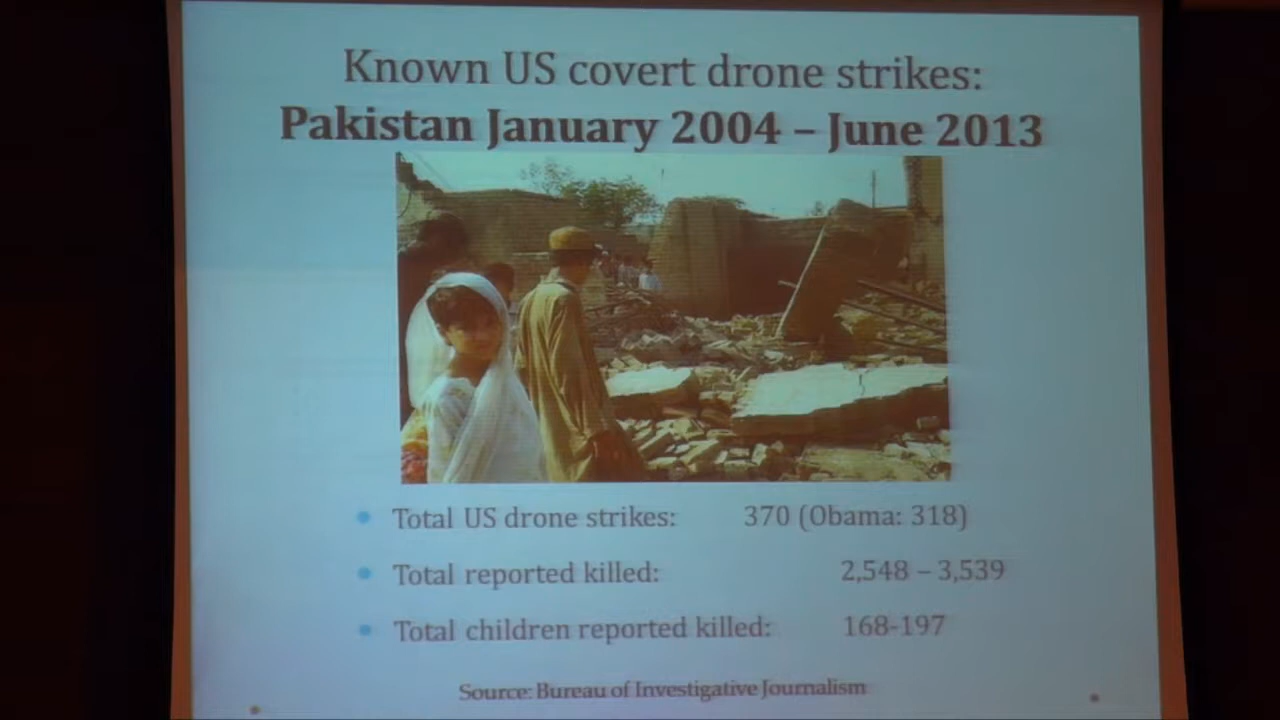 Known US covert drone strikes:
Pakistan January 2004 – June 2013
• Total US drone strikes: 370 (Obama: 318)
• Total reported killed: 2,548 – 3,539
• Total children reported killed: 168-197
Source: Bureau of Investigative Journalism